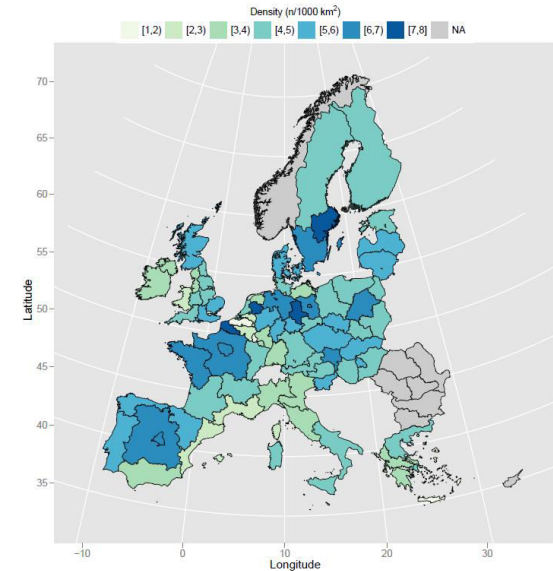 Density (n/1000 km²)
[1,2) [2,3) [3,4) [4,5) [5,6) [6,7) [7,8] NA
70
65
60
55
50
45
40
35
Latitude
−10 0 10 20 30
Longitude